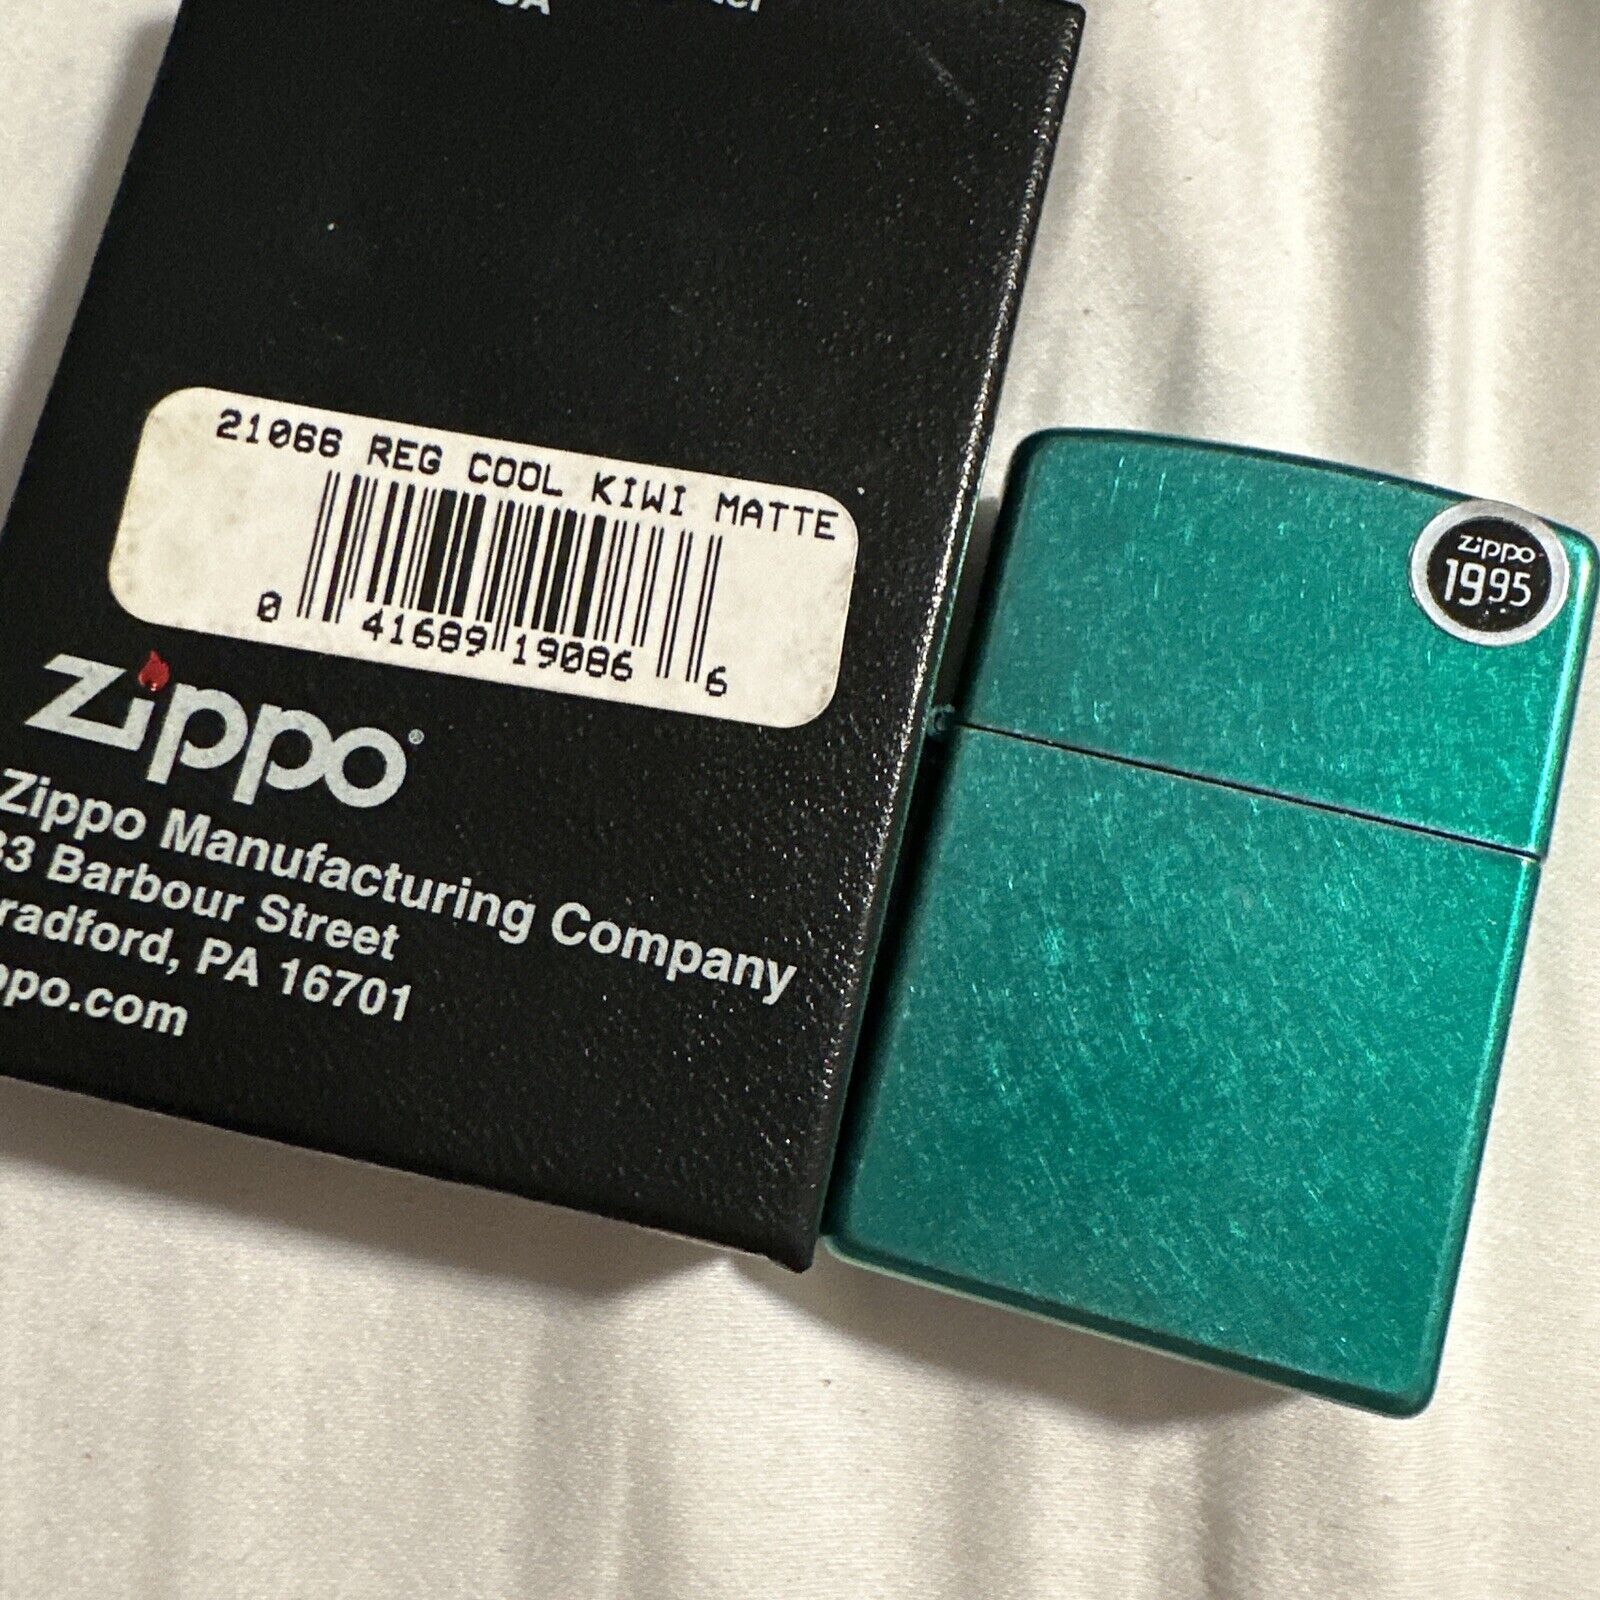 21066 REG COOL KIWI MATTE
0 41689 19086 6
zippo®
Zippo Manufacturing Company
33 Barbour Street
radford, PA 16701
ppo.com
zippo
1995